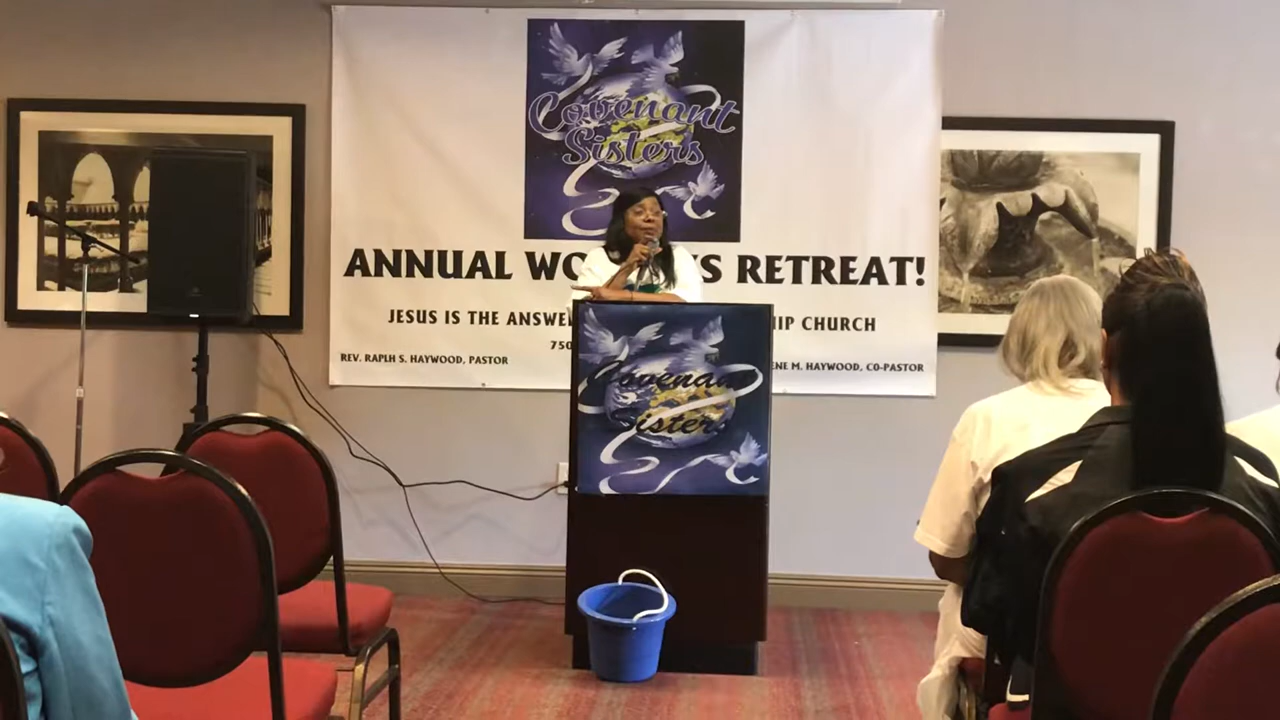 Covenant
Sisters
ANNUAL WO 'S RETREAT!
JESUS IS THE ANSWE IP CHURCH
750
REV. RAPLH S. HAYWOOD, PASTOR
ENE M. HAYWOOD, CO-PASTOR
Covenant
Sisters